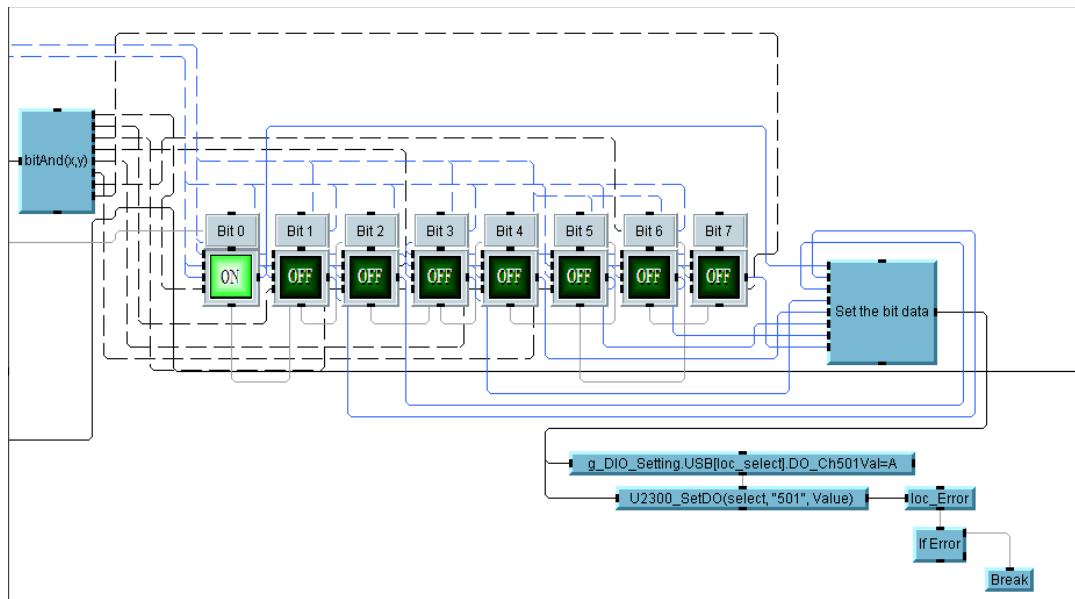 bitAnd(x,y)
Bit 0 Bit 1 Bit 2 Bit 3 Bit 4 Bit 5 Bit 6 Bit 7
ON OFF OFF OFF OFF OFF OFF OFF
Set the bit data
g_DIO_Setting.USB[loc_select].DO_Ch501Val=A
U2300_SetDO(select, "501", Value) loc_Error
If Error
Break